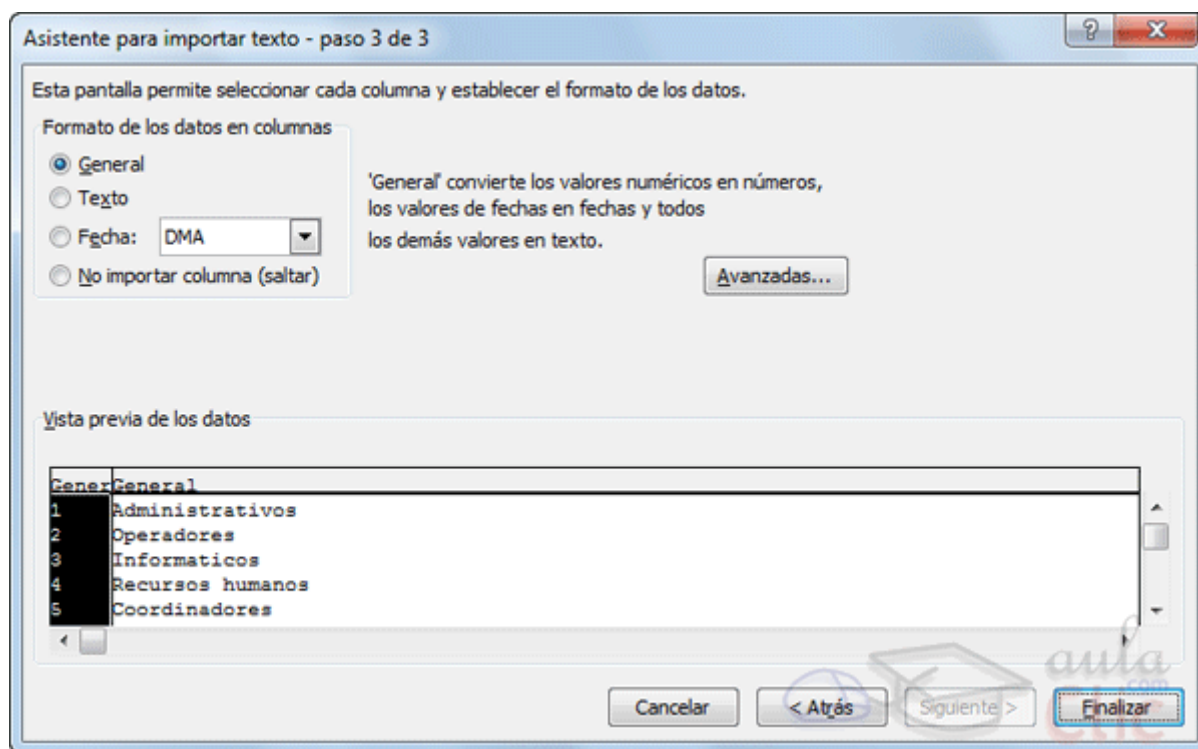 Asistente para importar texto - paso 3 de 3
Esta pantalla permite seleccionar cada columna y establecer el formato de los datos.
Formato de los datos en columnas
General
Texto
Fecha: DMA
No importar columna (saltar)
'General' convierte los valores numéricos en números,
los valores de fechas en fechas y todos
los demás valores en texto.
Avanzadas...
Vista previa de los datos
Gener General
1 Administrativos
2 Operadores
3 Informaticos
4 Recursos humanos
5 Coordinadores
Cancelar < Atrás Siguiente > Finalizar
aula
clic
.com